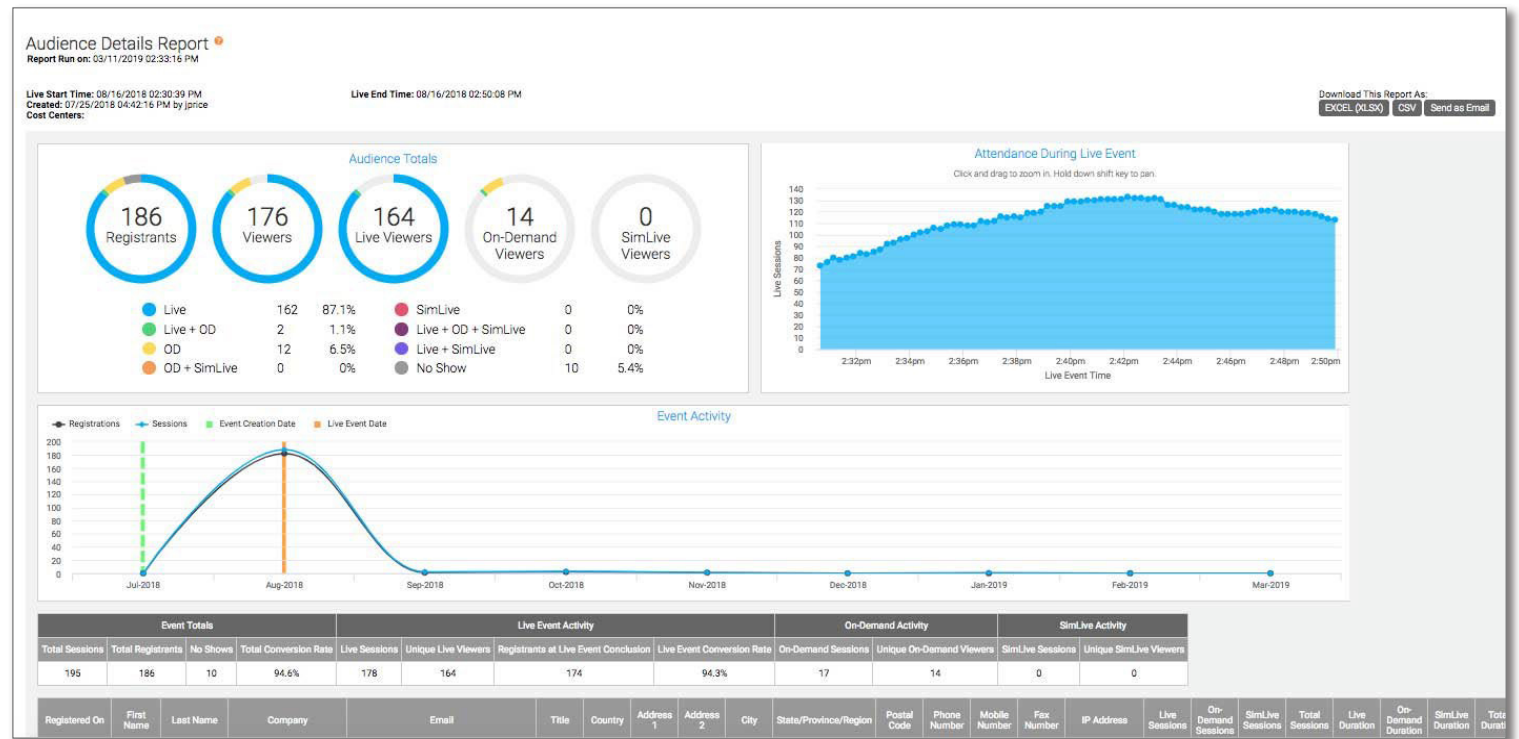 Audience Details Report ?
Report Run on: 03/11/2019 02:33:16 PM
Live Start Time: 08/16/2018 02:30:39 PM Live End Time: 08/16/2018 02:50:08 PM
Created: 07/25/2018 04:42:16 PM by jprice
Cost Centers:
Download This Report As:
EXCEL (XLSX) CSV Send as Email
Audience Totals
186 176 164 14 0
Registrants Viewers Live Viewers On-Demand Viewers SimLive Viewers
Live 162 87.1% SimLive 0 0%
Live + OD 2 1.1% Live + OD + SimLive 0 0%
OD 12 6.5% Live + SimLive 0 0%
OD + SimLive 0 0% No Show 10 5.4%
Attendance During Live Event
Click and drag to zoom in. Hold down shift key to pan.
140
130
120
110
100
90
80
70
60
50
40
30
20
10
0
Live Sessions
2:32pm 2:34pm 2:36pm 2:38pm 2:40pm 2:42pm 2:44pm 2:46pm 2:48pm 2:50pm
Live Event Time
Event Activity
Registrations Sessions Event Creation Date Live Event Date
200
180
160
140
120
100
80
60
40
20
0
Jul-2018 Aug-2018 Sep-2018 Oct-2018 Nov-2018 Dec-2018 Jan-2019 Feb-2019 Mar-2019
Event Totals Live Event Activity On-Demand Activity SimLive Activity
Total Sessions Total Registrants No Shows Total Conversion Rate Live Sessions Unique Live Viewers Registrants at Live Event Conclusion Live Event Conversion Rate On-Demand Sessions Unique On-Demand Viewers SimLive Sessions Unique SimLive Viewers
195 186 10 94.6% 178 164 174 94.3% 17 14 0 0
Registered On First Name Last Name Company Email Title Country Address 1 Address 2 City State/Province/Region Postal Code Phone Number Mobile Number Fax Number IP Address Live Sessions On-Demand Sessions SimLive Sessions Total Sessions Live Duration On-Demand Duration SimLive Duration